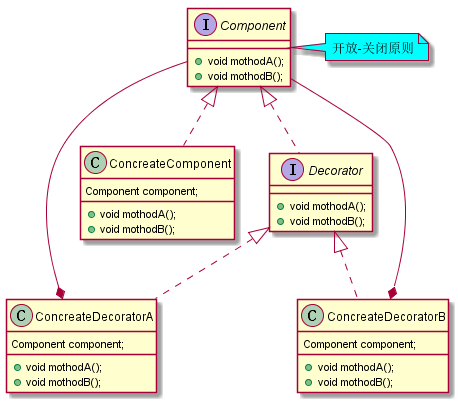 I Component
void mothodA();
void mothodB();
开放-关闭原则
C ConcreateComponent
Component component;
void mothodA();
void mothodB();
I Decorator
void mothodA();
void mothodB();
C ConcreateDecoratorA
Component component;
void mothodA();
void mothodB();
C ConcreateDecoratorB
Component component;
void mothodA();
void mothodB();